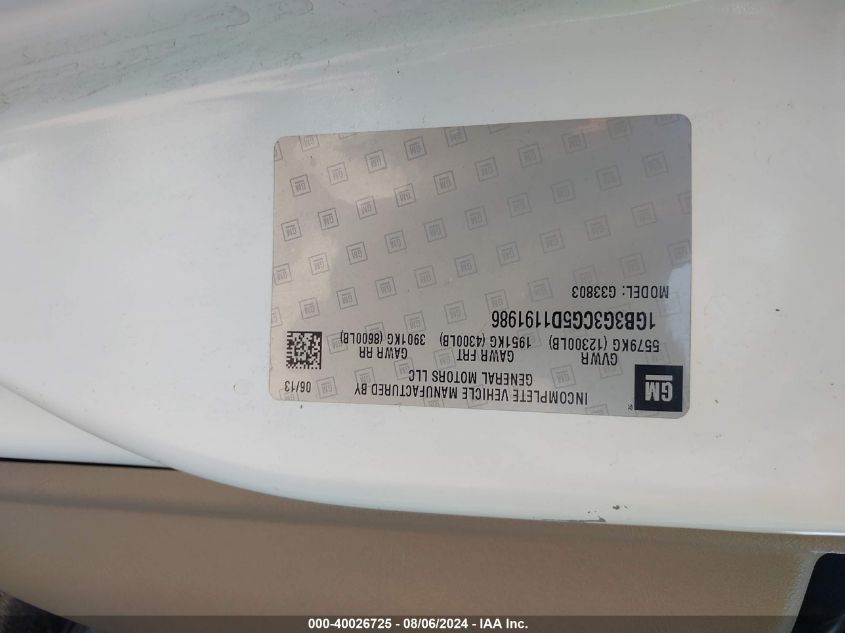 GM
INCOMPLETE VEHICLE MANUFACTURED BY
GENERAL MOTORS LLC
06/13
GVWR GAWR FRT GAWR RR
5579KG (12300LB) 1951KG (4300LB) 3901KG (8600LB)
1GB3G3CG5D1191986
MODEL: G33803
000-40026725 - 08/06/2024 - IAA Inc.